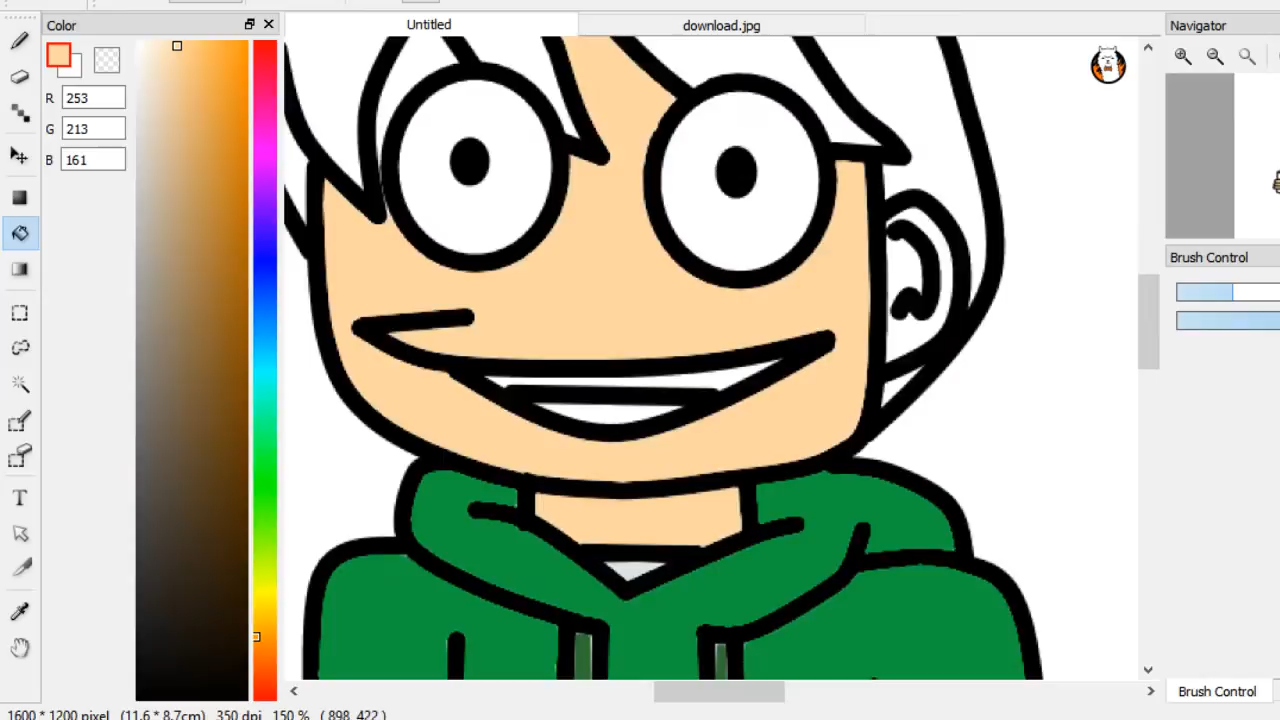 Color
Untitled
download.jpg
Navigator
R 253
G 213
B 161
T
Brush Control
Brush Control
1600 * 1200 pixel (11.6 * 8.7cm) 350 dpi 150 % ( 898, 422 )